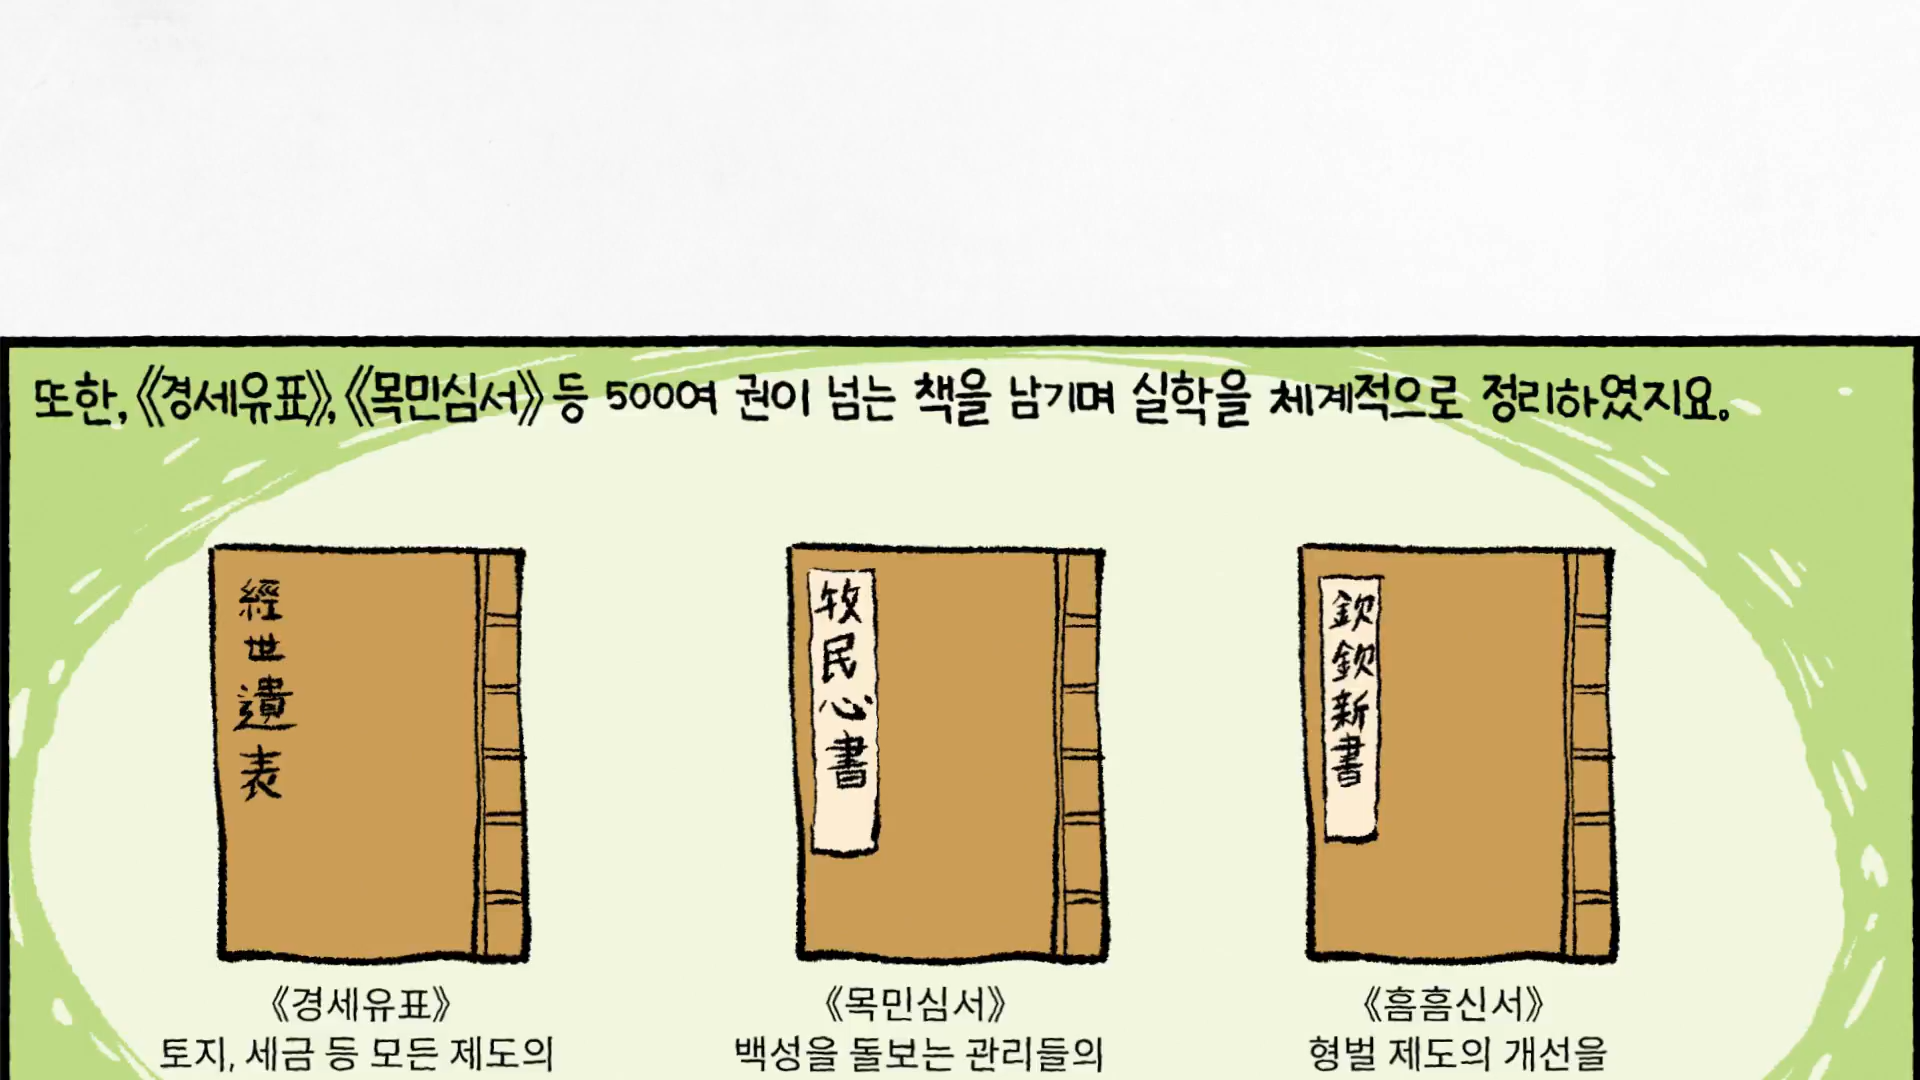 또한, 《경세유표》, 《목민심서》 등 500여 권이 넘는 책을 남기며 실학을 체계적으로 정리하였지요.
經世遺表
牧民心書
欽欽新書
《경세유표》
토지, 세금 등 모든 제도의
《목민심서》
백성을 돌보는 관리들의
《흠흠신서》
형벌 제도의 개선을